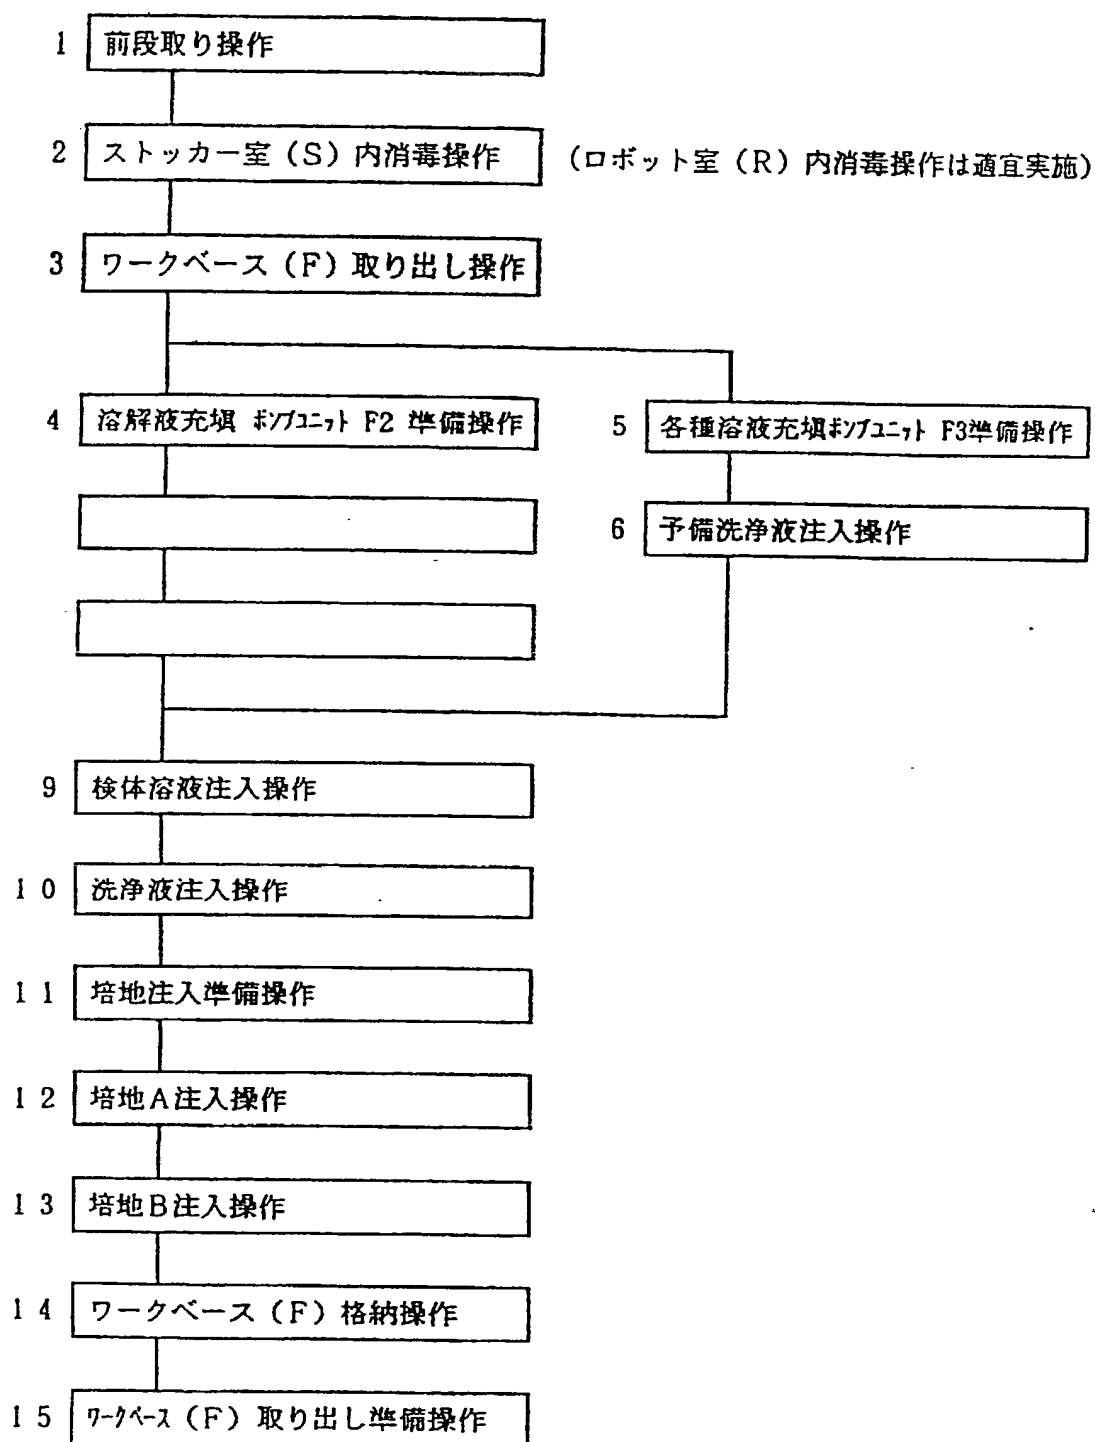 1 前段取り操作
2 ストッカー室（S）内消毒操作 （ロボット室（R）内消毒操作は適宜実施）
3 ワークベース（F）取り出し操作
4 溶解液充填 ポンプユニット F2 準備操作
5 各種溶液充填ポンプユニット F3準備操作
6 予備洗浄液注入操作
9 検体溶液注入操作
10 洗浄液注入操作
11 培地注入準備操作
12 培地A注入操作
13 培地B注入操作
14 ワークベース（F）格納操作
15 ワークベース（F）取り出し準備操作